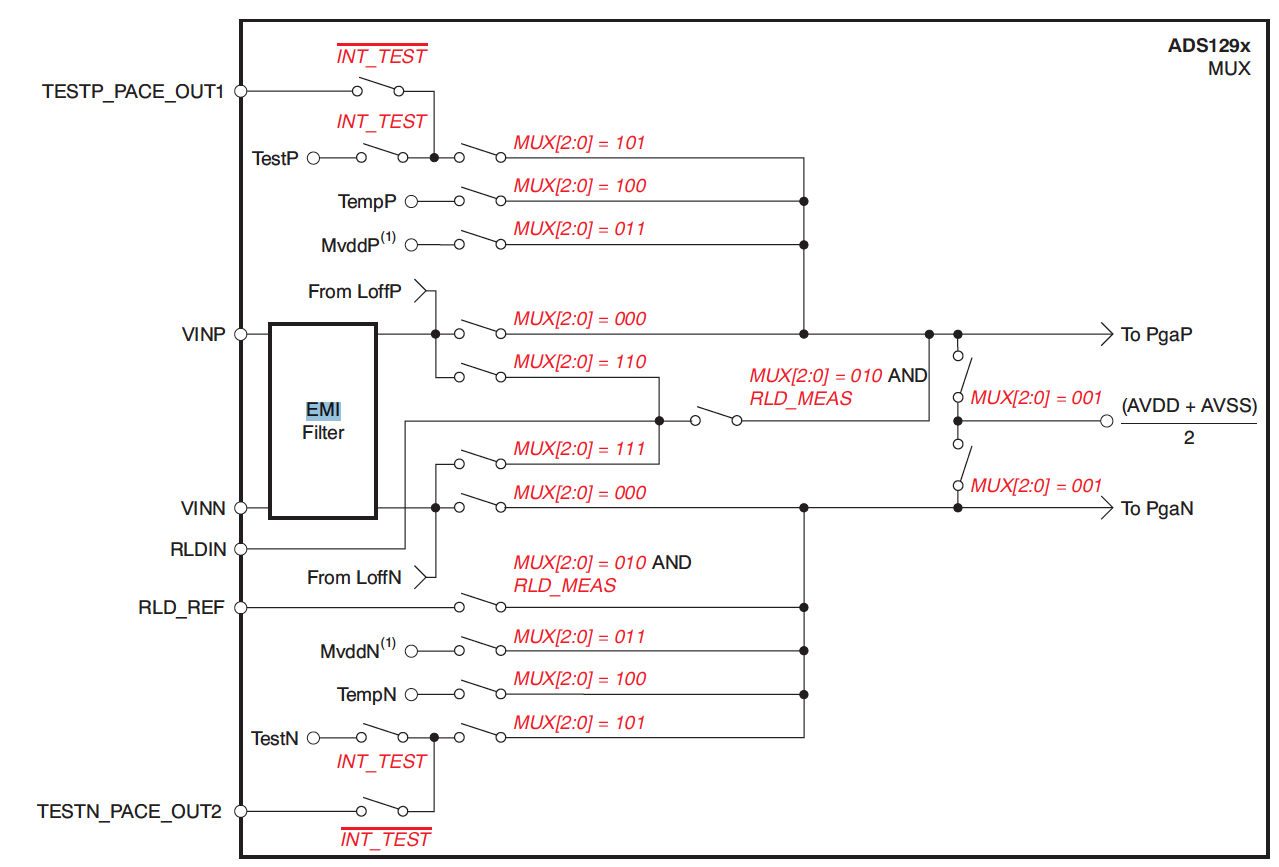 ADS129x
MUX
INT_TEST
TESTP_PACE_OUT1
INT_TEST
TestP
MUX[2:0] = 101
TempP
MUX[2:0] = 100
MvddP(1)
MUX[2:0] = 011
From LoffP
VINP
MUX[2:0] = 000
To PgaP
MUX[2:0] = 110
MUX[2:0] = 010 AND
RLD_MEAS
EMI
Filter
MUX[2:0] = 001
(AVDD + AVSS)
2
MUX[2:0] = 111
MUX[2:0] = 001
VINN
MUX[2:0] = 000
To PgaN
RLDIN
From LoffN
MUX[2:0] = 010 AND
RLD_MEAS
RLD_REF
MvddN(1)
MUX[2:0] = 011
TempN
MUX[2:0] = 100
TestN
MUX[2:0] = 101
INT_TEST
TESTN_PACE_OUT2
INT_TEST